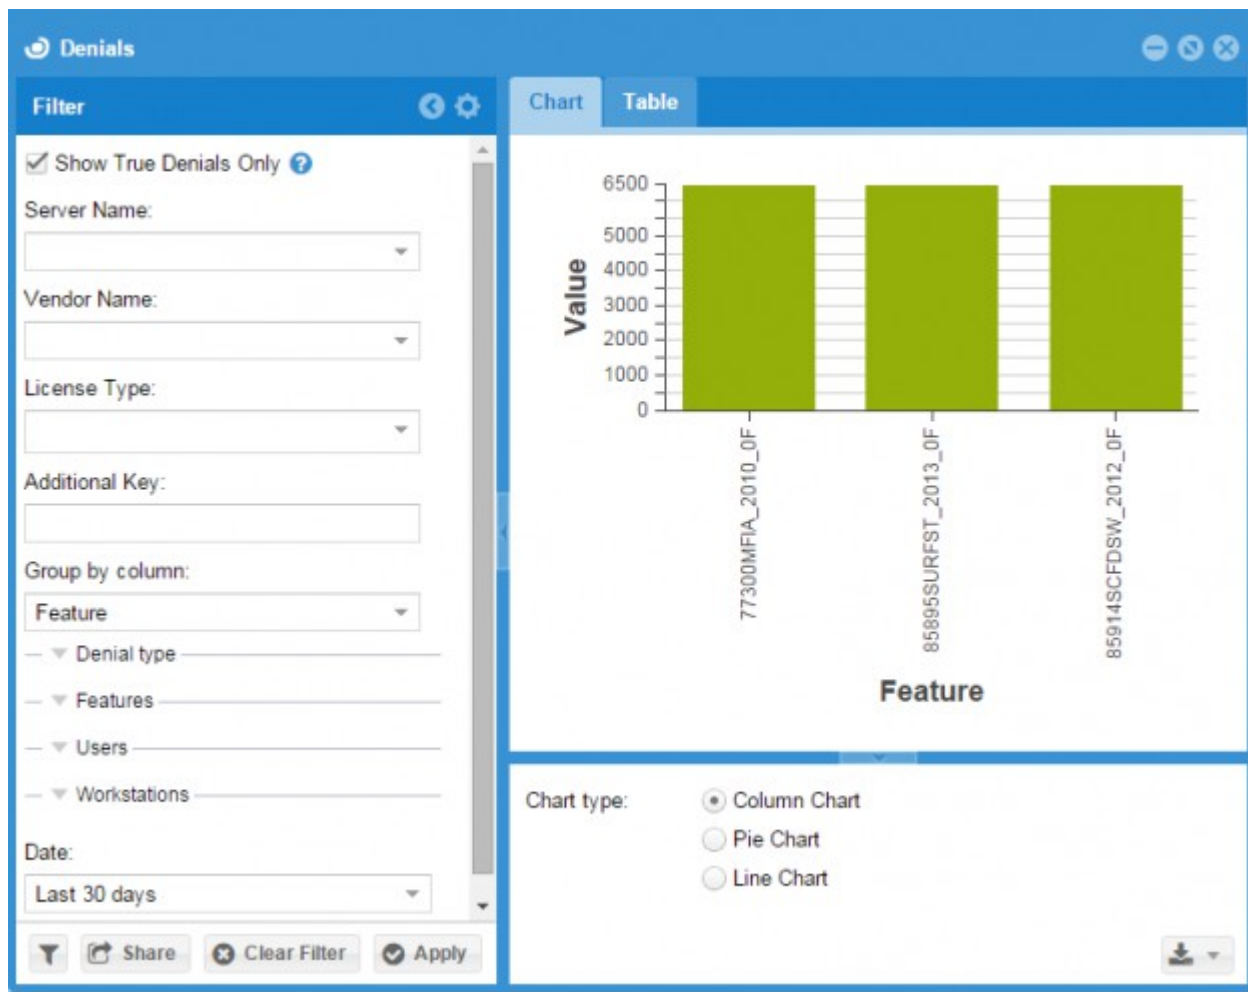 Denials
Filter
Show True Denials Only
Server Name:
Vendor Name:
License Type:
Additional Key:
Group by column:
Feature
Denial type
Features
Users
Workstations
Date:
Last 30 days
Share
Clear Filter
Apply
Chart
Table
Value
6500
5000
4000
3000
2000
1000
0
77300MFIA_2010_0F
85895SURFST_2013_0F
85914SCFDSW_2012_0F
Feature
Chart type:
Column Chart
Pie Chart
Line Chart